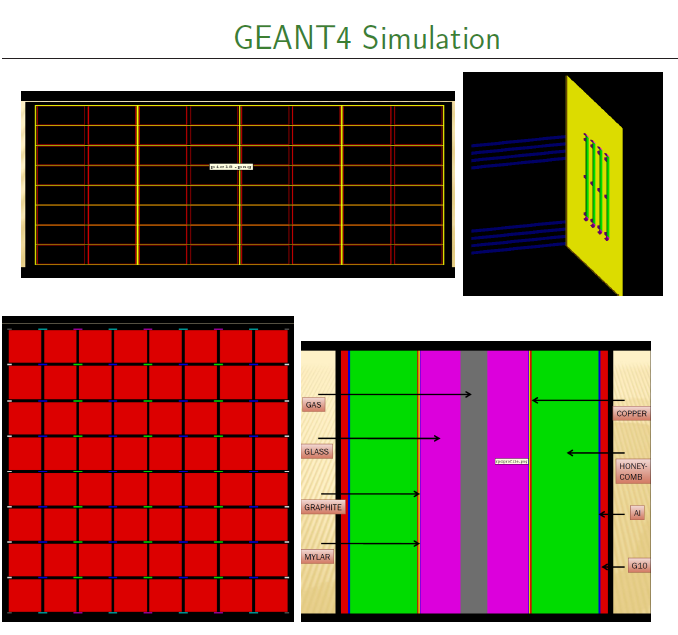 GEANT4 Simulation
GAS
GLASS
GRAPHITE
MYLAR
COPPER
HONEY-
COMB
Al
G10